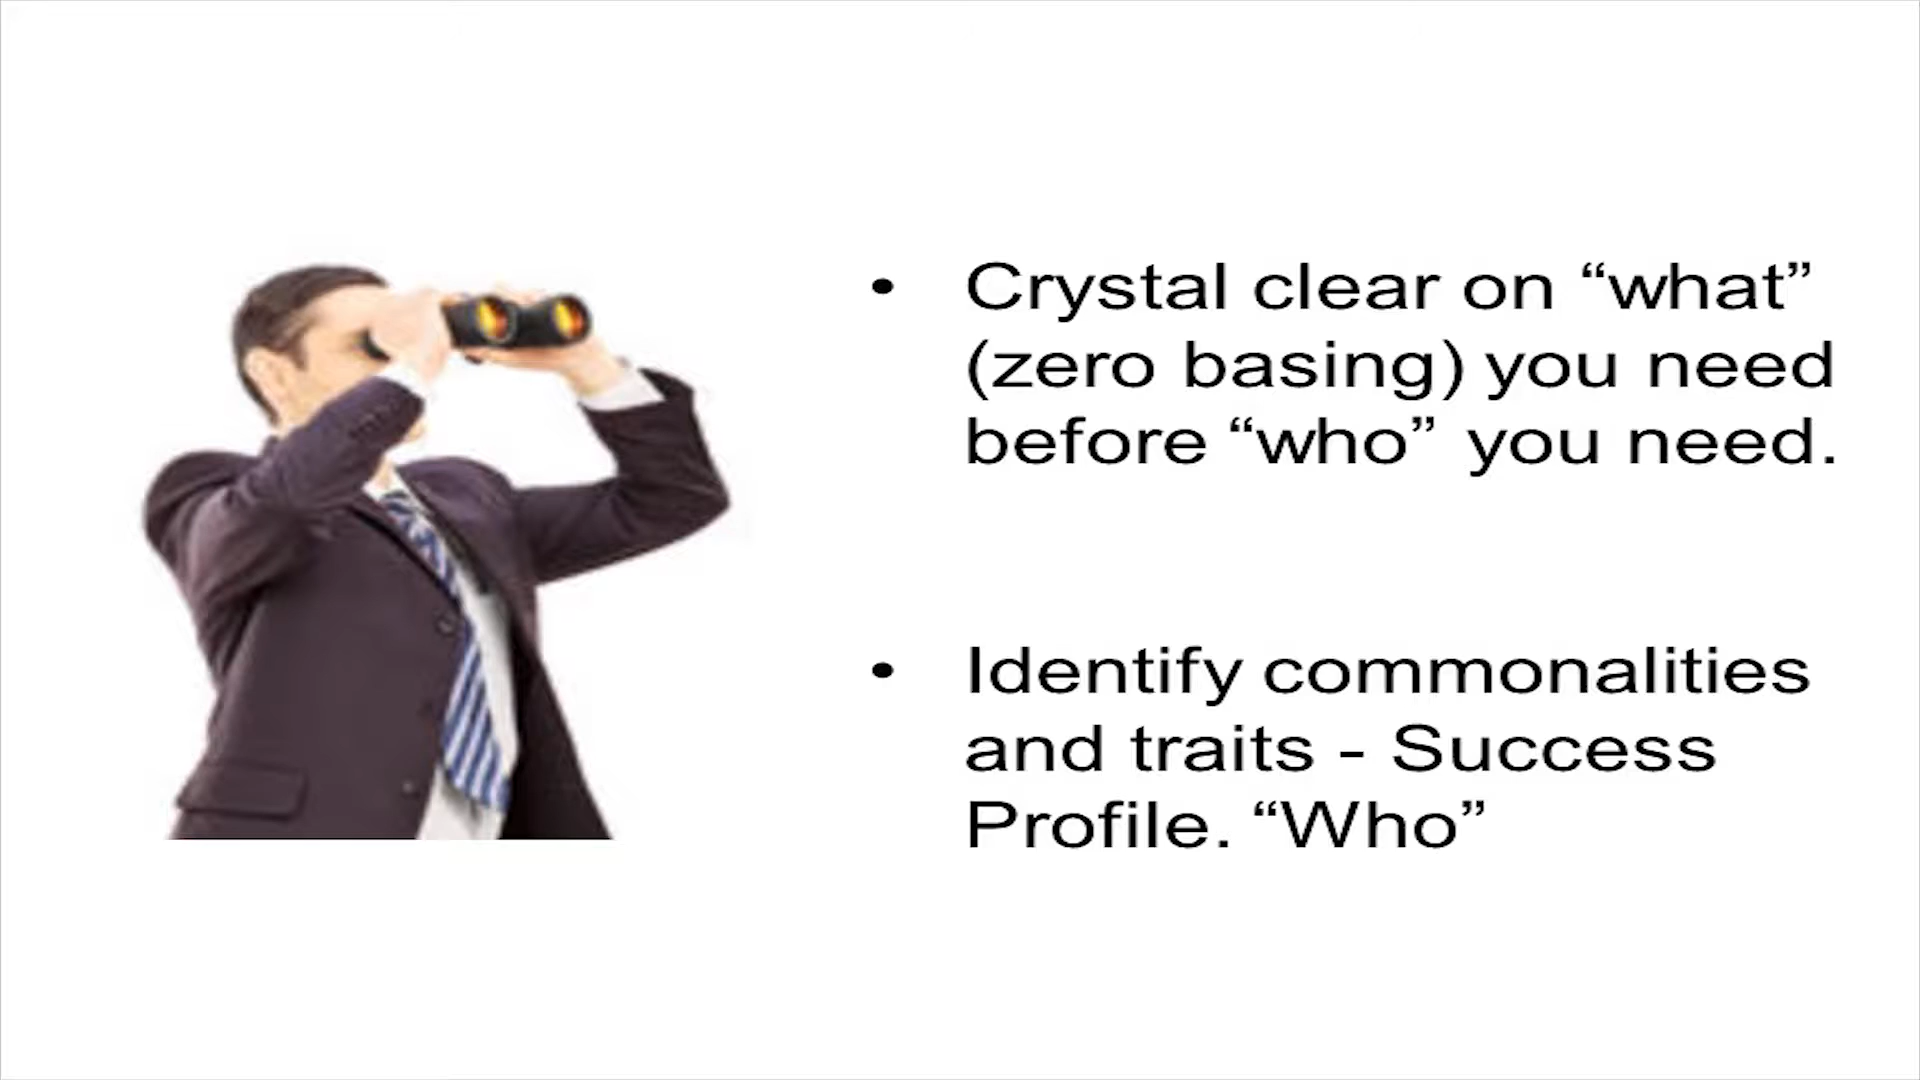 • Crystal clear on “what”
(zero basing) you need
before “who” you need.
• Identify commonalities
and traits - Success
Profile. “Who”